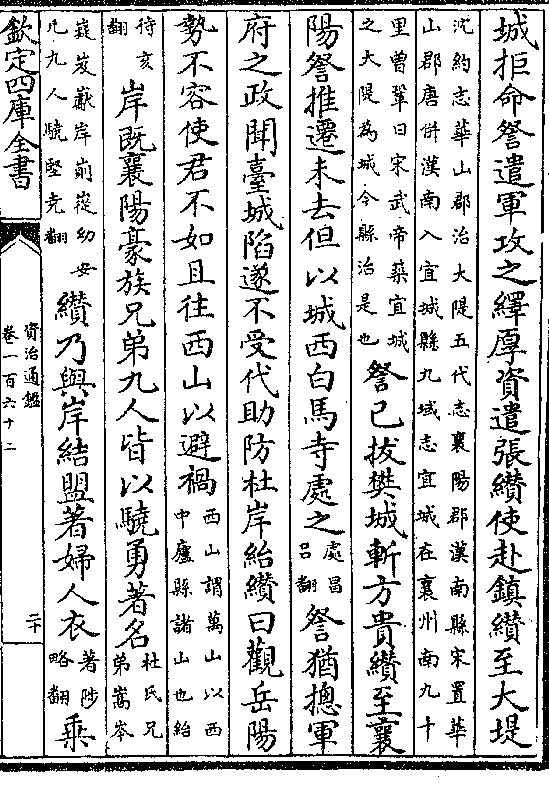 城拒命詧遣軍攻之繹厚資遣張纘使赴鎮纘至大堤
沈約志華山郡治大隄五代志襄陽郡漢南縣宋置華
山郡唐併漢南入宜城縣九域志宜城在襄州南九十
里曾鞏曰宋武帝築宜城
之大隄為城今縣治是也
詧已拔樊城斬方貴纘至襄
陽詧推遷未去但以城西白馬寺處之
處昌
呂翻
詧猶摠軍
府之政聞臺城陷遂不受代助防杜岸紿纘曰觀岳陽
勢不容使君不如且往西山以避禍
西山謂萬山以西
中廬縣諸山也紿
待亥
翻
岸既襄陽豪族兄弟九人皆以驍勇著名
杜氏兄
弟嵩岑
嶷岌巚岸崱嵷幼安
凡九人驍堅堯翻
纘乃與岸結盟著婦人衣
著陟
略翻
乘
欽定四庫全書
資治通鑑
卷一百六十二
二十